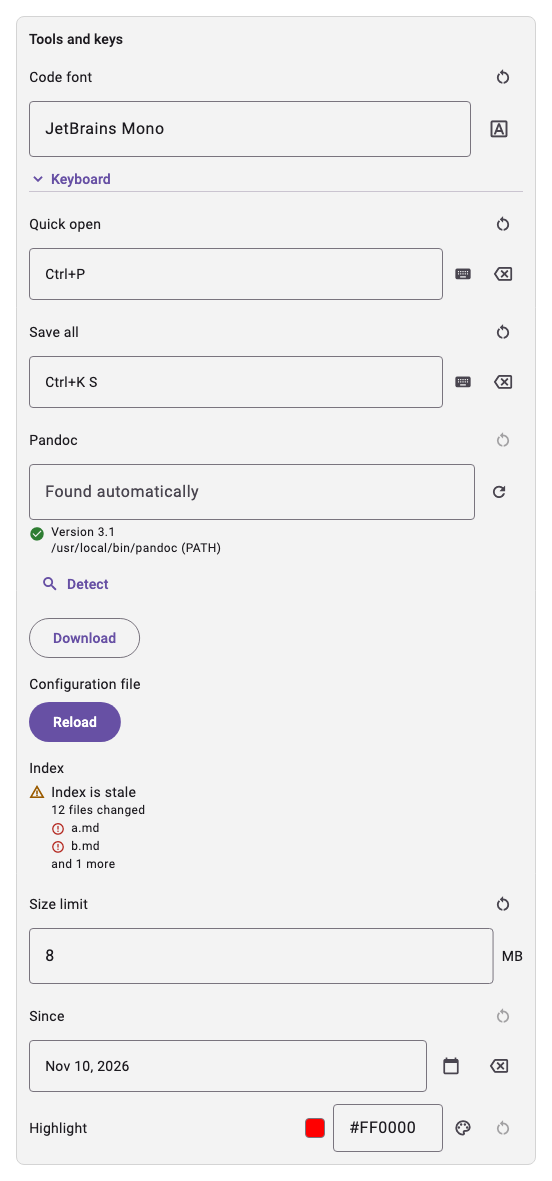 Tools and keys
Code font
JetBrains Mono
Keyboard
Quick open
Ctrl+P
Save all
Ctrl+K S
Pandoc
Found automatically
Version 3.1
/usr/local/bin/pandoc (PATH)
Detect
Download
Configuration file
Reload
Index
Index is stale
12 files changed
a.md
b.md
and 1 more
Size limit
8 MB
Since
Nov 10, 2026
Highlight #FF0000